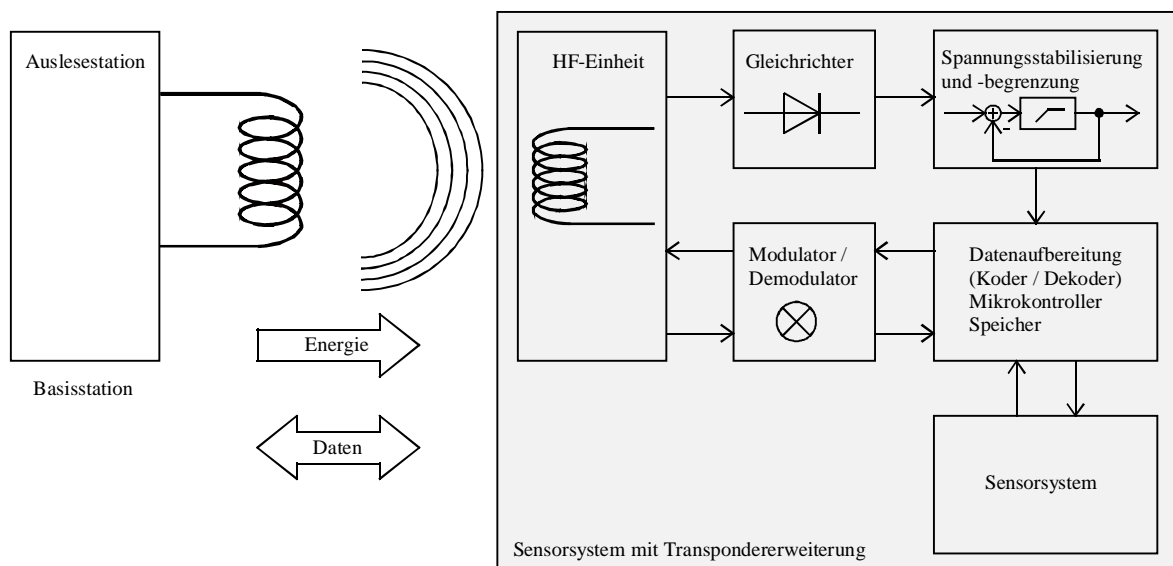 Auslesestation
HF-Einheit
Gleichrichter
Spannungsstabilisierung
und -begrenzung
+
-
Modulator /
Demodulator
Datenaufbereitung
(Koder / Dekoder)
Mikrokontroller
Speicher
Energie
Basisstation
Daten
Sensorsystem
Sensorsystem mit Transpondererweiterung